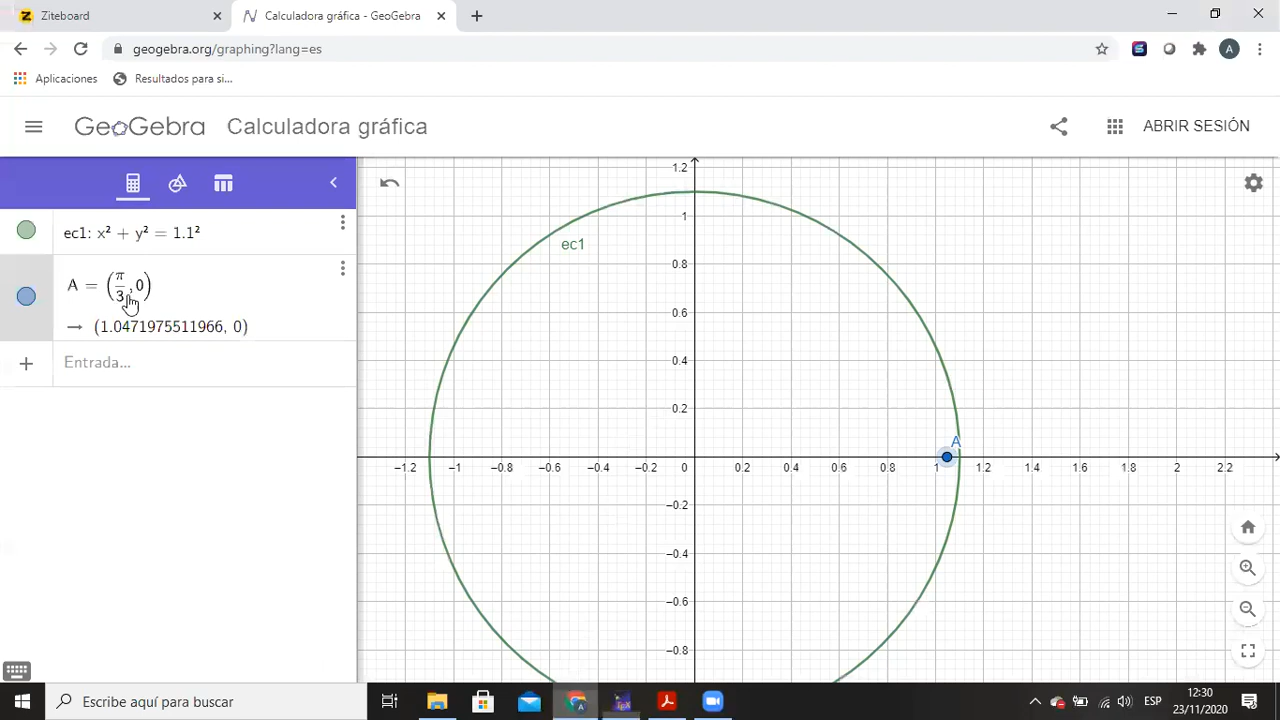 Ziteboard
Calculadora gráfica - GeoGebra
geogebra.org/graphing?lang=es
A
Aplicaciones
Resultados para si...
GeoGebra
Calculadora gráfica
ABRIR SESIÓN
ec1: x² + y² = 1.1²
A = (π/3, 0)
→ (1.0471975511966, 0)
+ Entrada...
ec1
A
1.2
1
0.8
0.6
0.4
0.2
−1.2 −1 −0.8 −0.6 −0.4 −0.2 0 0.2 0.4 0.6 0.8 1 1.2 1.4 1.6 1.8 2 2.2
−0.2
−0.4
−0.6
−0.8
Escribe aquí para buscar
ESP
12:30
23/11/2020